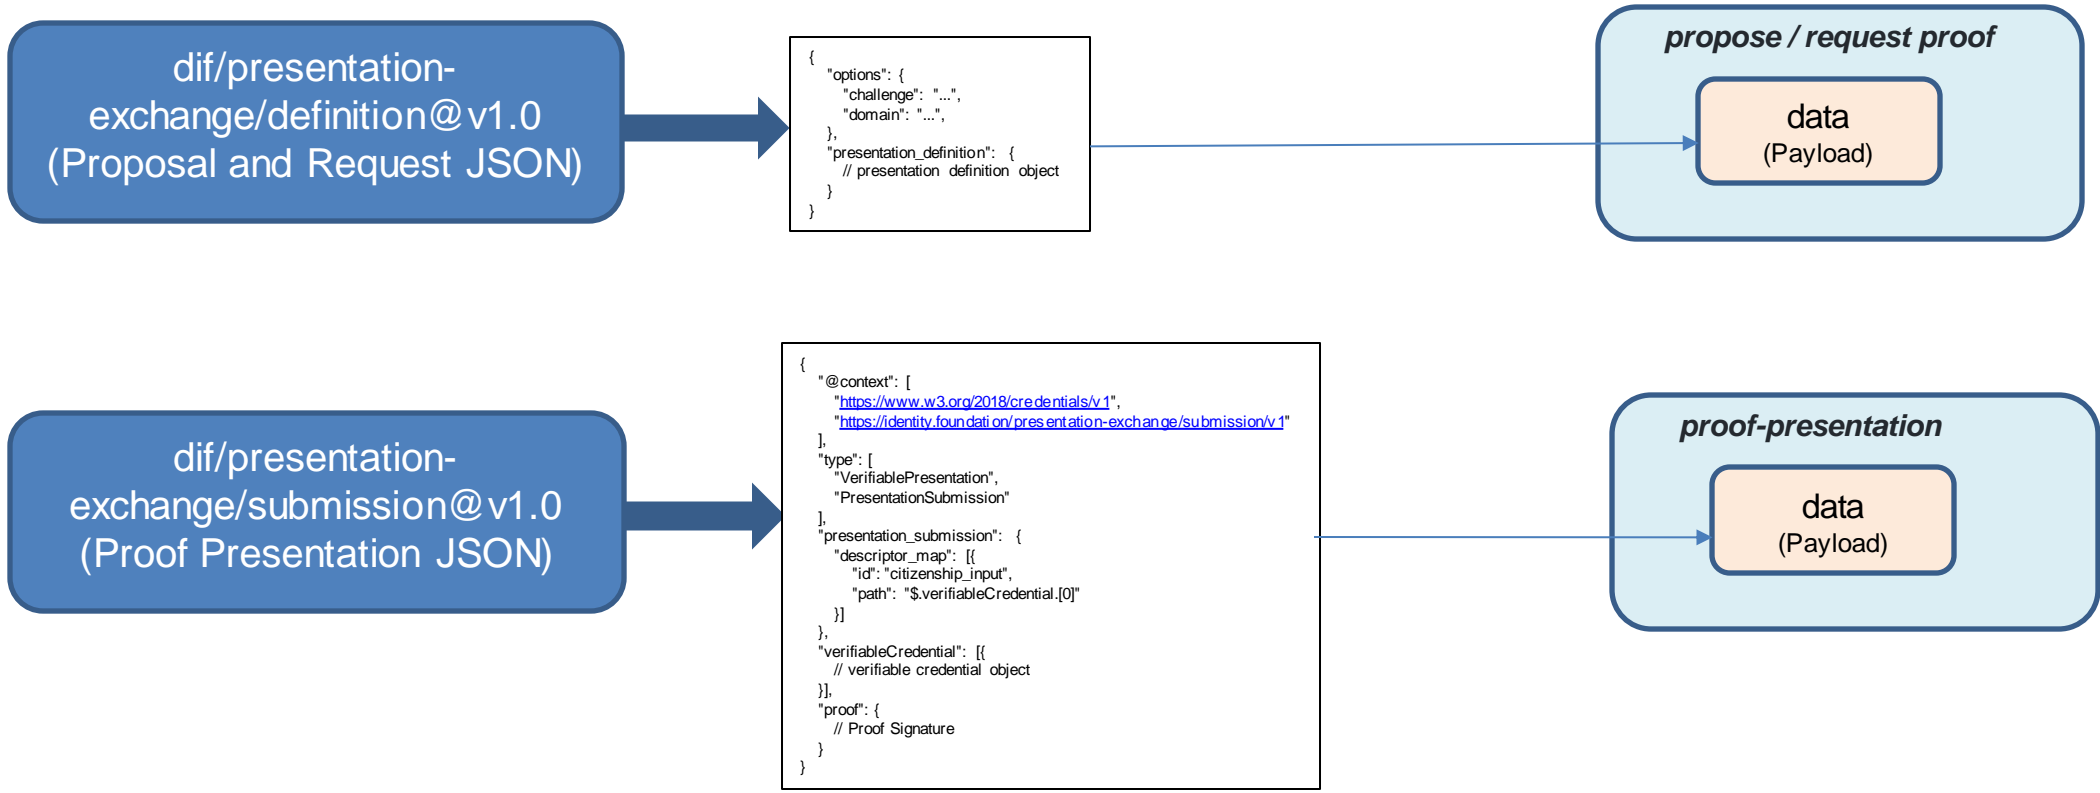 dif/presentation-
exchange/definition@v1.0
(Proposal and Request JSON)
{
"options": {
"challenge": "...",
"domain": "...",
},
"presentation_definition": {
// presentation definition object
}
}
propose / request proof
data
(Payload)
dif/presentation-
exchange/submission@v1.0
(Proof Presentation JSON)
{
"@context": [
"https://www.w3.org/2018/credentials/v1",
"https://identity.foundation/presentation-exchange/submission/v1"
],
"type": [
"VerifiablePresentation",
"PresentationSubmission"
],
"presentation_submission": {
"descriptor_map": [{
"id": "citizenship_input",
"path": "$.verifiableCredential.[0]"
}]
},
"verifiableCredential": [{
// verifiable credential object
}],
"proof": {
// Proof Signature
}
}
proof-presentation
data
(Payload)